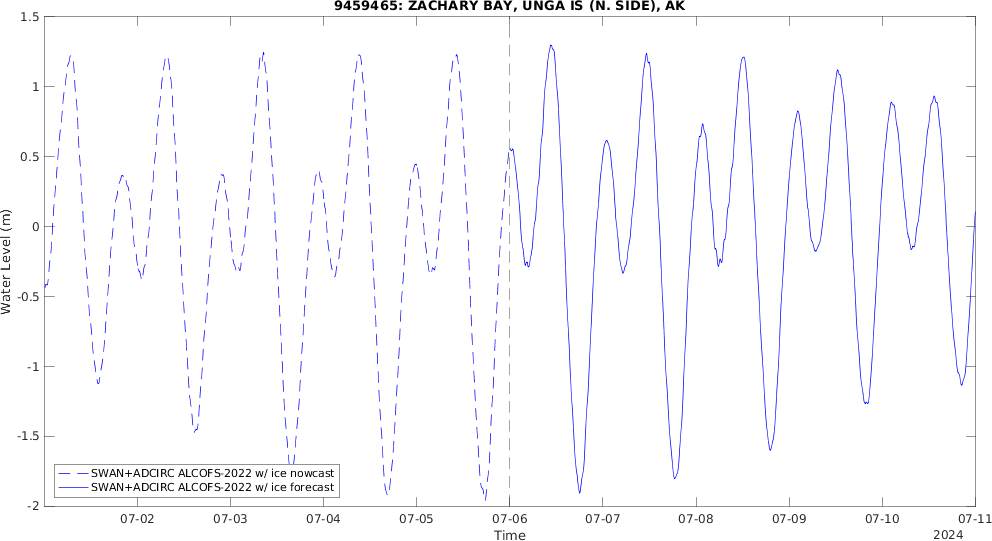 9459465: ZACHARY BAY, UNGA IS (N. SIDE), AK
1.5
1
0.5
0
-0.5
-1
-1.5
-2
Water Level (m)
SWAN+ADCIRC ALCOFS-2022 w/ ice nowcast
SWAN+ADCIRC ALCOFS-2022 w/ ice forecast
07-02 07-03 07-04 07-05 07-06 07-07 07-08 07-09 07-10 07-11
Time
2024